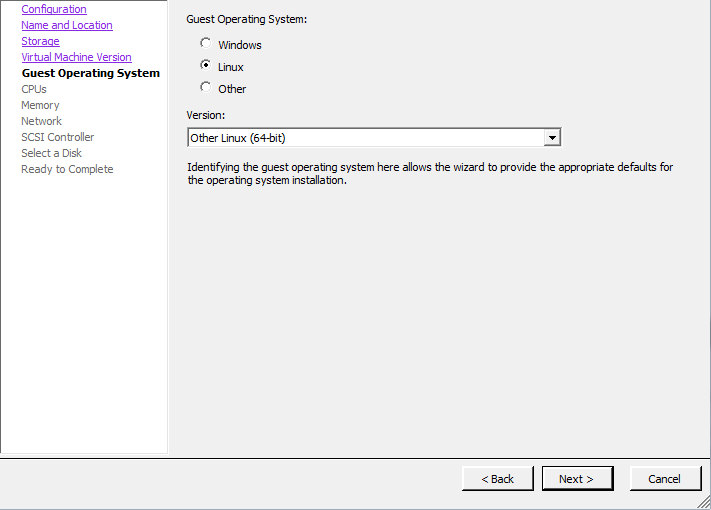 Configuration
Name and Location
Storage
Virtual Machine Version
Guest Operating System
CPUs
Memory
Network
SCSI Controller
Select a Disk
Ready to Complete
Guest Operating System:
Windows
Linux
Other
Version:
Other Linux (64-bit)
Identifying the guest operating system here allows the wizard to provide the appropriate defaults for
the operating system installation.
< Back
Next >
Cancel